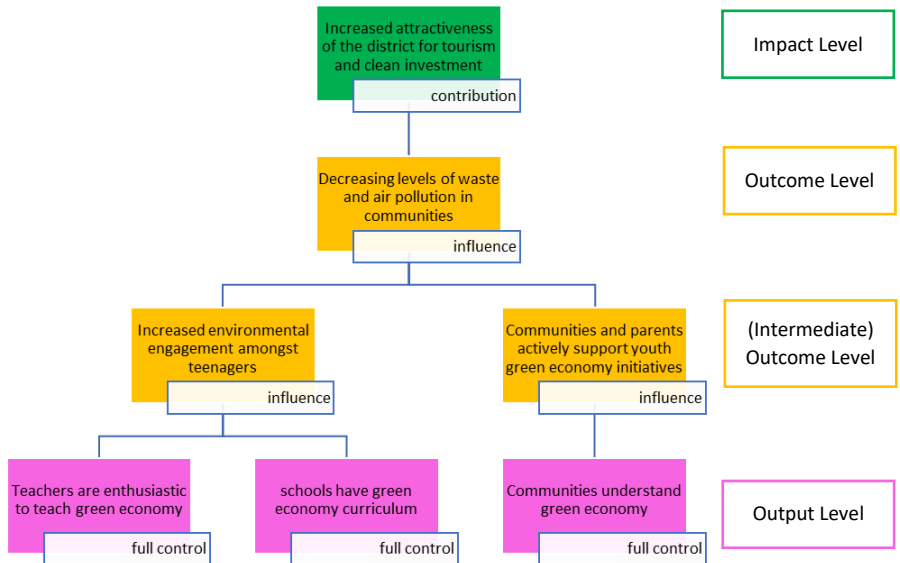 Increased attractiveness
of the district for tourism
and clean investment
contribution
Impact Level
Decreasing levels of waste
and air pollution in
communities
influence
Outcome Level
Increased environmental
engagement amongst
teenagers
influence
Communities and parents
actively support youth
green economy initiatives
influence
(Intermediate)
Outcome Level
Teachers are enthusiastic
to teach green economy
full control
schools have green
economy curriculum
full control
Communities understand
green economy
full control
Output Level